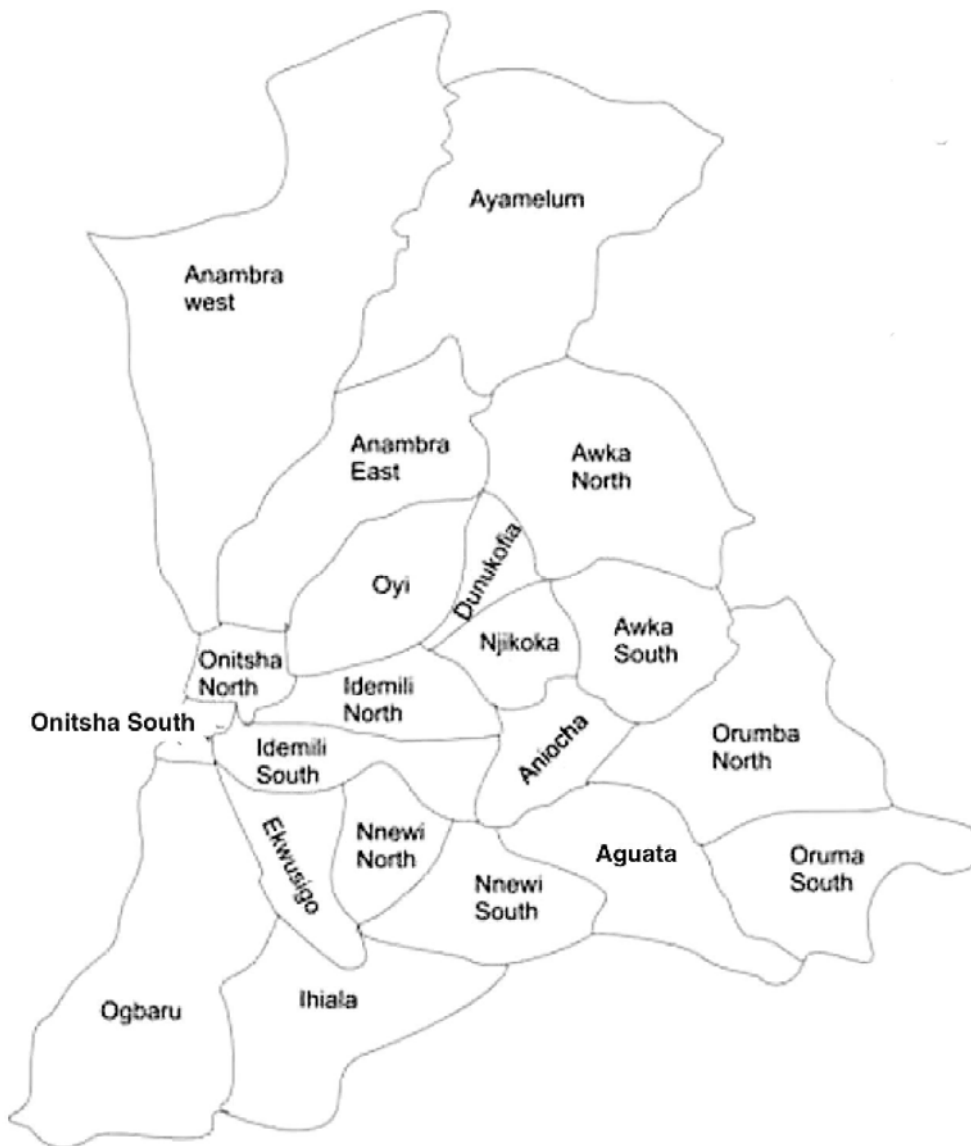 Ayamelum
Anambra
west
Anambra
East
Awka
North
Dunukofia
Oyi
Njikoka
Awka
South
Onitsha
North
Idemili
North
Onitsha South
Idemili
South
Aniocha
Orumba
North
Ekwusigo
Nnewi
North
Aguata
Oruma
South
Nnewi
South
Ihiala
Ogbaru